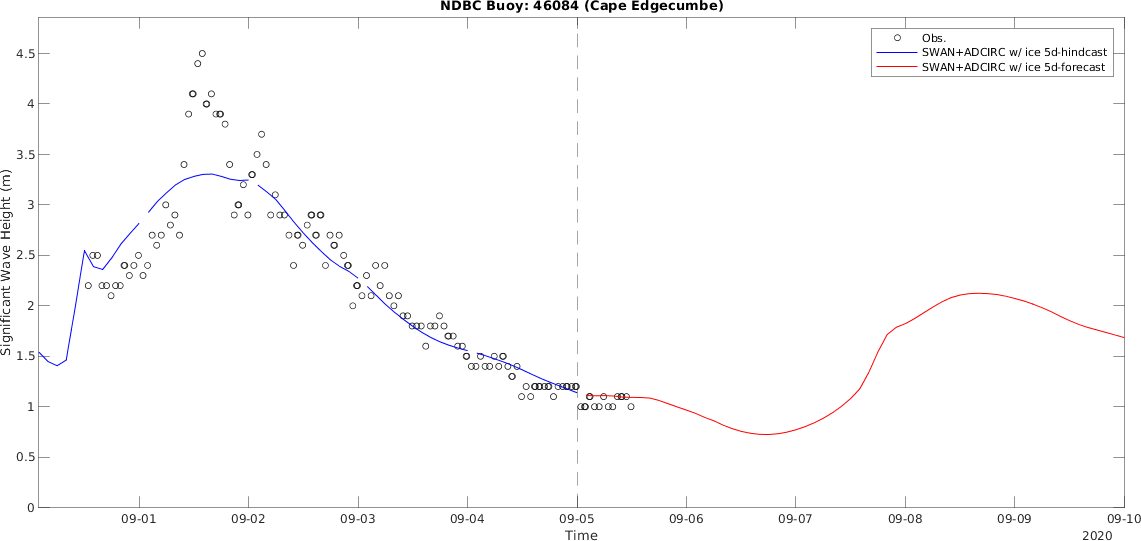 NDBC Buoy: 46084 (Cape Edgecumbe)
Obs.
SWAN+ADCIRC w/ ice 5d-hindcast
SWAN+ADCIRC w/ ice 5d-forecast
Significant Wave Height (m)
4.5
4
3.5
3
2.5
2
1.5
1
0.5
0
09-01 09-02 09-03 09-04 09-05 09-06 09-07 09-08 09-09 09-10
Time
2020